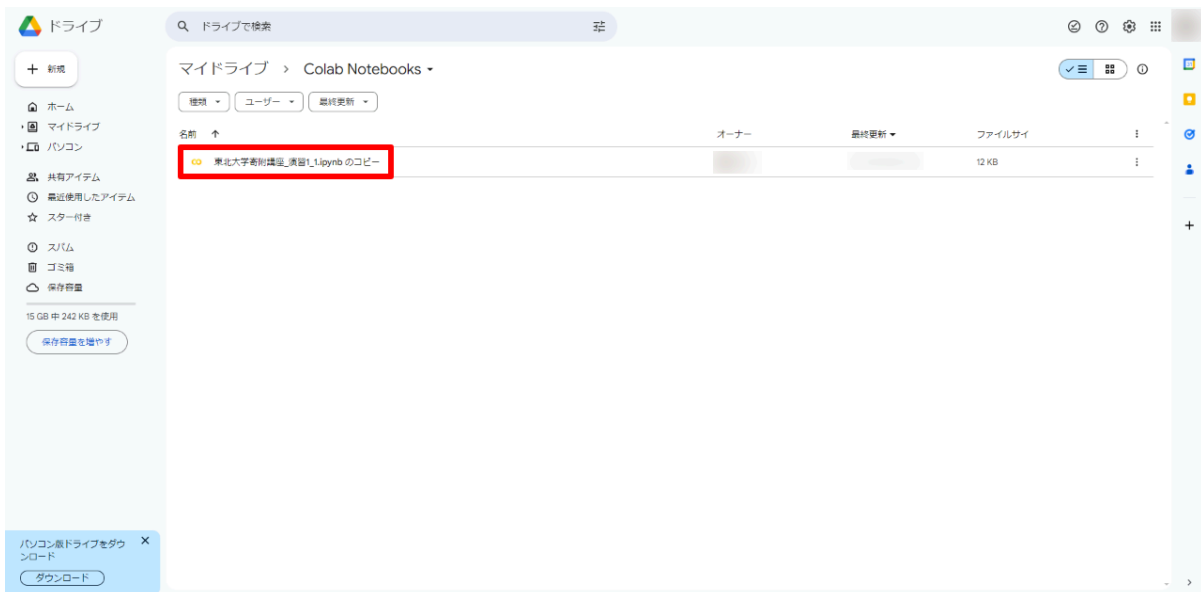 ドライブ
ドライブで検索
新規
マイドライブ › Colab Notebooks
種類 ユーザー 最終更新
ホーム
マイドライブ
パソコン
共有アイテム
最近使用したアイテム
スター付き
スパム
ゴミ箱
保存容量
15 GB 中 242 KB を使用
保存容量を増やす
名前 オーナー 最終更新 ファイルサイ
東北大学寄附講座_演習1_1.ipynb のコピー 12 KB
パソコン版ドライブをダウ
ンロード
ダウンロード